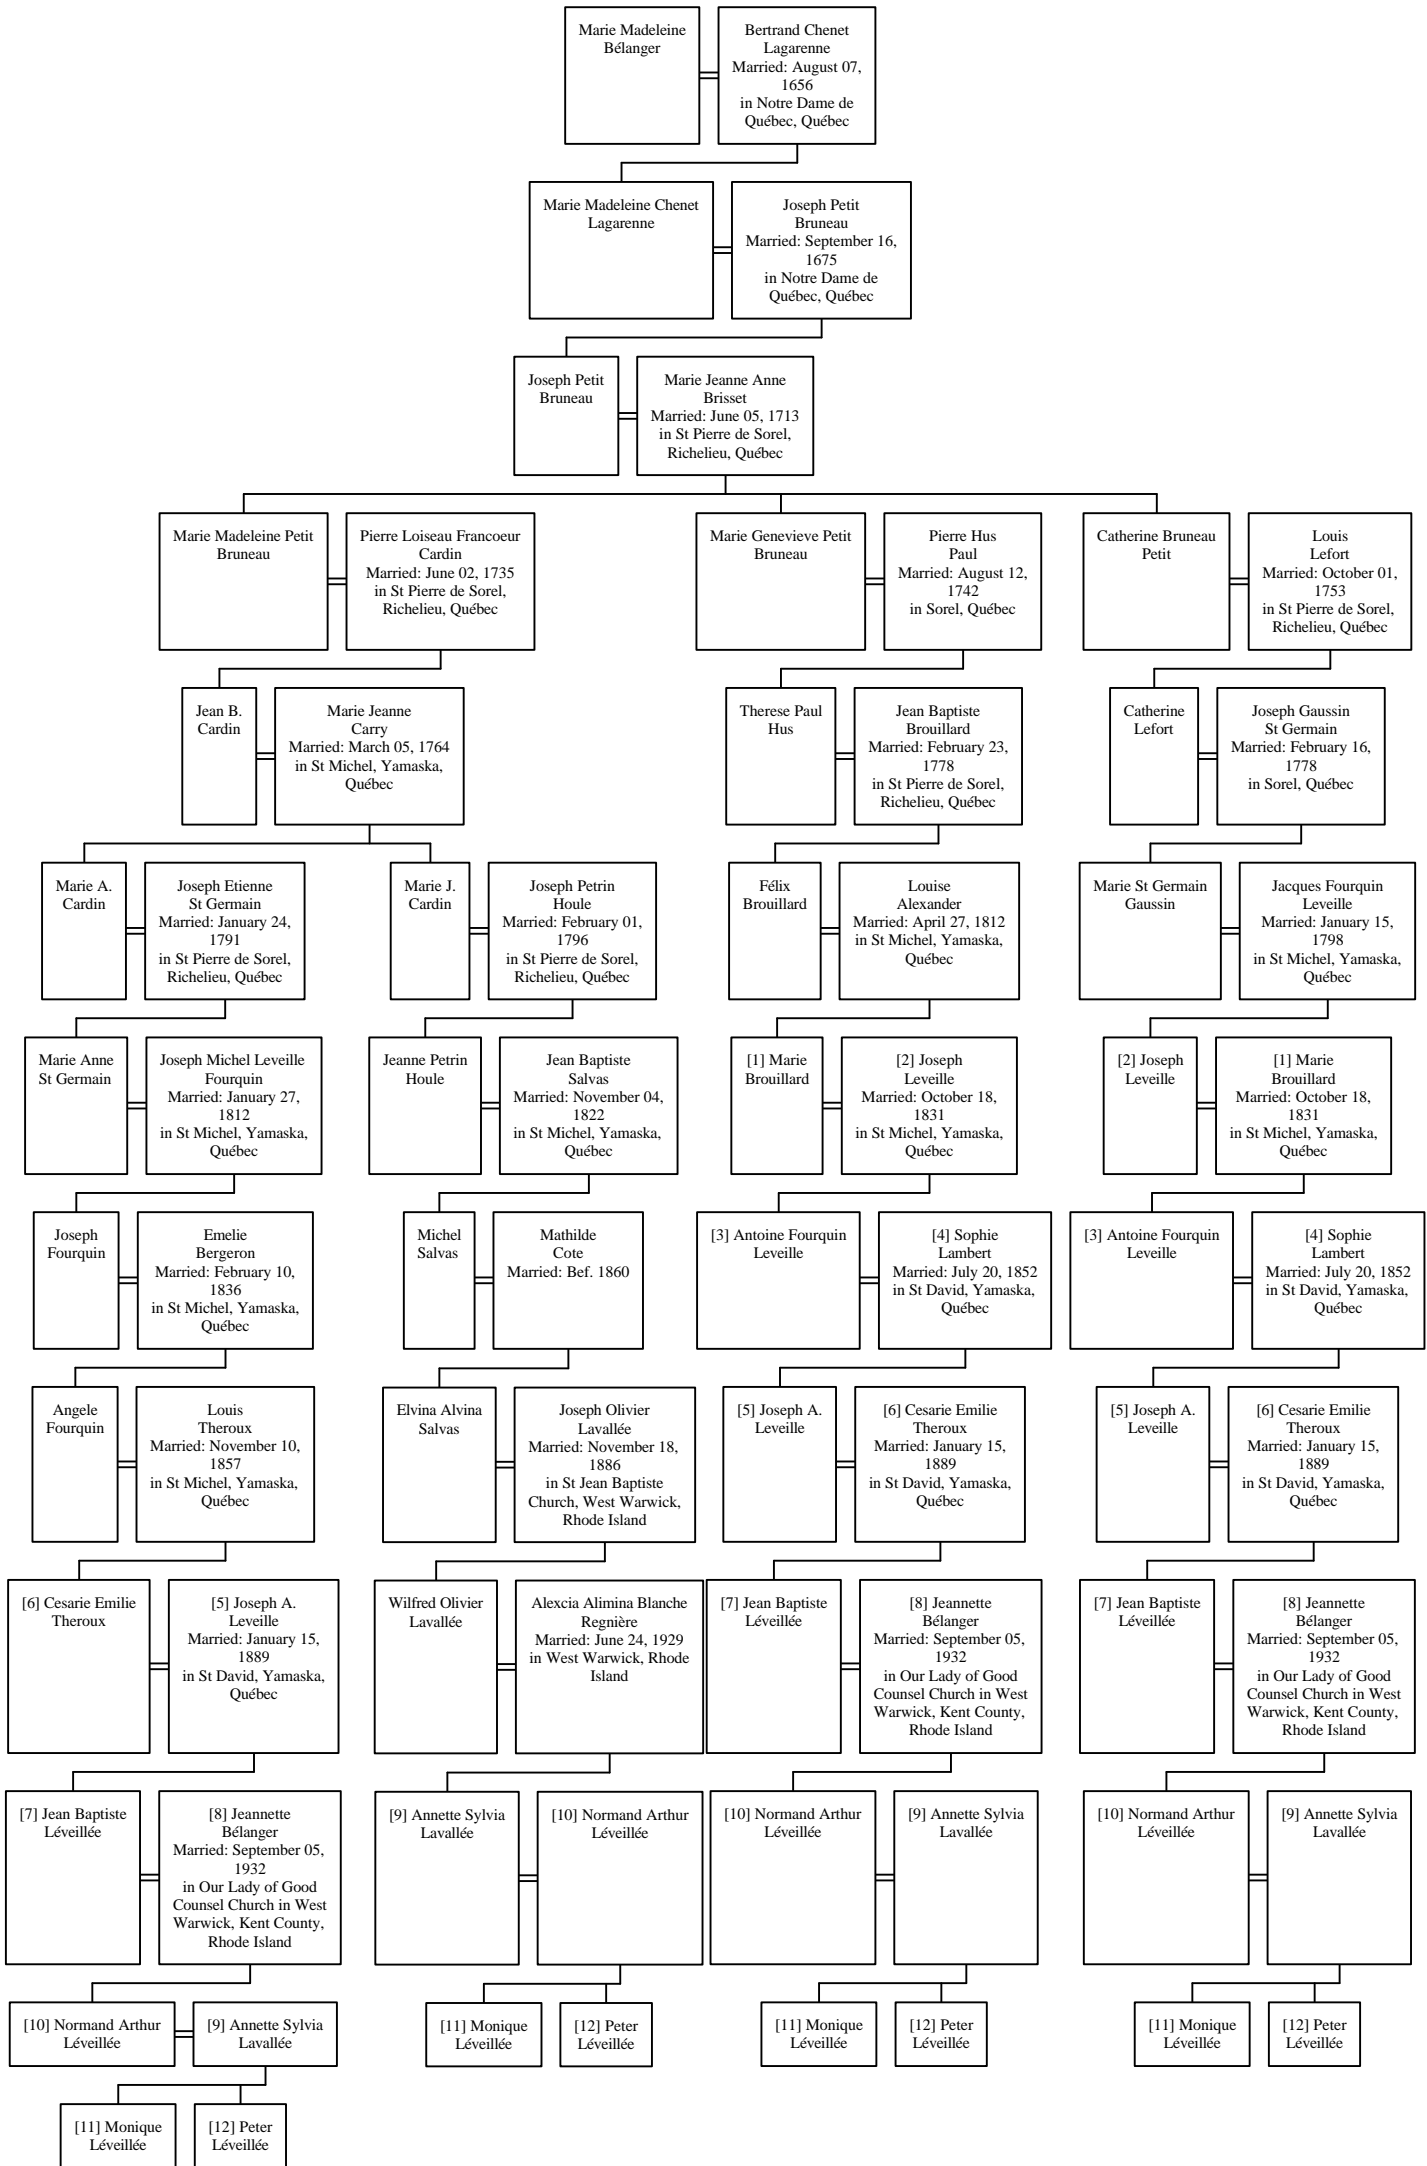 Marie Madeleine
Bélanger
Bertrand Chenet
Lagarenne
Married: August 07,
1656
in Notre Dame de
Québec, Québec
Marie Madeleine Chenet
Lagarenne
Joseph Petit
Bruneau
Married: September 16,
1675
in Notre Dame de
Québec, Québec
Joseph Petit
Bruneau
Marie Jeanne Anne
Brisset
Married: June 05, 1713
in St Pierre de Sorel,
Richelieu, Québec
Marie Madeleine Petit
Bruneau
Pierre Loiseau Francoeur
Cardin
Married: June 02, 1735
in St Pierre de Sorel,
Richelieu, Québec
Marie Genevieve Petit
Bruneau
Pierre Hus
Paul
Married: August 12,
1742
in Sorel, Québec
Catherine Bruneau
Petit
Louis
Lefort
Married: October 01,
1753
in St Pierre de Sorel,
Richelieu, Québec
Jean B.
Cardin
Marie Jeanne
Carry
Married: March 05, 1764
in St Michel, Yamaska,
Québec
Therese Paul
Hus
Jean Baptiste
Brouillard
Married: February 23,
1778
in St Pierre de Sorel,
Richelieu, Québec
Catherine
Lefort
Joseph Gaussin
St Germain
Married: February 16,
1778
in Sorel, Québec
Marie A.
Cardin
Joseph Etienne
St Germain
Married: January 24,
1791
in St Pierre de Sorel,
Richelieu, Québec
Marie J.
Cardin
Joseph Petrin
Houle
Married: February 01,
1796
in St Pierre de Sorel,
Richelieu, Québec
Félix
Brouillard
Louise
Alexander
Married: April 27, 1812
in St Michel, Yamaska,
Québec
Marie St Germain
Gaussin
Jacques Fourquin
Leveille
Married: January 15,
1798
in St Michel, Yamaska,
Québec
Marie Anne
St Germain
Joseph Michel Leveille
Fourquin
Married: January 27,
1812
in St Michel, Yamaska,
Québec
Jeanne Petrin
Houle
Jean Baptiste
Salvas
Married: November 04,
1822
in St Michel, Yamaska,
Québec
[1] Marie
Brouillard
[2] Joseph
Leveille
Married: October 18,
1831
in St Michel, Yamaska,
Québec
[2] Joseph
Leveille
[1] Marie
Brouillard
Married: October 18,
1831
in St Michel, Yamaska,
Québec
Joseph
Fourquin
Emelie
Bergeron
Married: February 10,
1836
in St Michel, Yamaska,
Québec
Michel
Salvas
Mathilde
Cote
Married: Bef. 1860
[3] Antoine Fourquin
Leveille
[4] Sophie
Lambert
Married: July 20, 1852
in St David, Yamaska,
Québec
[3] Antoine Fourquin
Leveille
[4] Sophie
Lambert
Married: July 20, 1852
in St David, Yamaska,
Québec
Angele
Fourquin
Louis
Theroux
Married: November 10,
1857
in St Michel, Yamaska,
Québec
Elvina Alvina
Salvas
Joseph Olivier
Lavallée
Married: November 18,
1886
in St Jean Baptiste
Church, West Warwick,
Rhode Island
[5] Joseph A.
Leveille
[6] Cesarie Emilie
Theroux
Married: January 15,
1889
in St David, Yamaska,
Québec
[5] Joseph A.
Leveille
[6] Cesarie Emilie
Theroux
Married: January 15,
1889
in St David, Yamaska,
Québec
[6] Cesarie Emilie
Theroux
[5] Joseph A.
Leveille
Married: January 15,
1889
in St David, Yamaska,
Québec
Wilfred Olivier
Lavallée
Alexcia Alimina Blanche
Regnière
Married: June 24, 1929
in West Warwick, Rhode
Island
[7] Jean Baptiste
Léveillée
[8] Jeannette
Bélanger
Married: September 05,
1932
in Our Lady of Good
Counsel Church in West
Warwick, Kent County,
Rhode Island
[7] Jean Baptiste
Léveillée
[8] Jeannette
Bélanger
Married: September 05,
1932
in Our Lady of Good
Counsel Church in West
Warwick, Kent County,
Rhode Island
[7] Jean Baptiste
Léveillée
[8] Jeannette
Bélanger
Married: September 05,
1932
in Our Lady of Good
Counsel Church in West
Warwick, Kent County,
Rhode Island
[9] Annette Sylvia
Lavallée
[10] Normand Arthur
Léveillée
[10] Normand Arthur
Léveillée
[9] Annette Sylvia
Lavallée
[10] Normand Arthur
Léveillée
[9] Annette Sylvia
Lavallée
[10] Normand Arthur
Léveillée
[9] Annette Sylvia
Lavallée
[11] Monique
Léveillée
[12] Peter
Léveillée
[11] Monique
Léveillée
[12] Peter
Léveillée
[11] Monique
Léveillée
[12] Peter
Léveillée
[11] Monique
Léveillée
[12] Peter
Léveillée